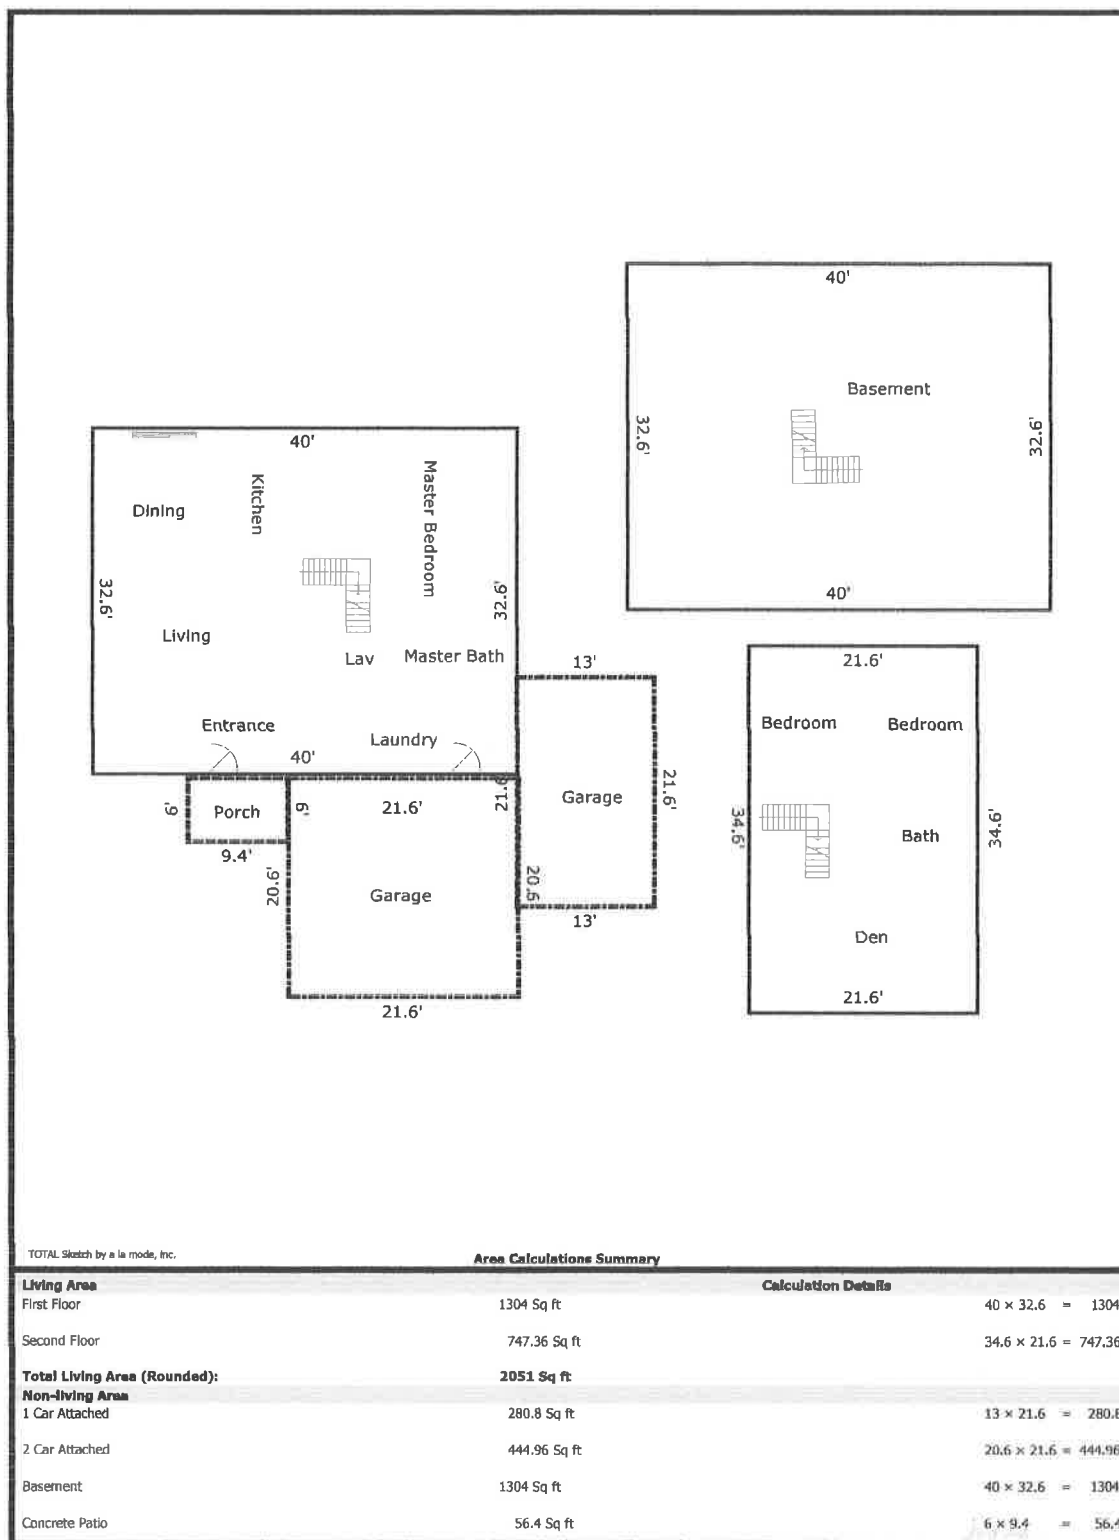 40'
Basement
32.6'
32.6'
40'
40'
Kitchen
Master Bedroom
Dining
32.6'
32.6'
Living
Lav
Master Bath
Entrance
Laundry
40'
13'
21.6'
Bedroom
Bedroom
6'
Porch
6'
21.6'
21.6
Garage
21.6'
34.6'
Bath
34.6'
9.4'
20.6'
Garage
20.6
13'
Den
21.6'
21.6'
TOTAL Sketch by a la mode, inc.
Area Calculations Summary
Living Area Calculation Details
First Floor 1304 Sq ft 40 × 32.6 = 1304
Second Floor 747.36 Sq ft 34.6 × 21.6 = 747.36
Total Living Area (Rounded): 2051 Sq ft
Non-living Area
1 Car Attached 280.8 Sq ft 13 × 21.6 = 280.8
2 Car Attached 444.96 Sq ft 20.6 × 21.6 = 444.96
Basement 1304 Sq ft 40 × 32.6 = 1304
Concrete Patio 56.4 Sq ft 6 × 9.4 = 56.4